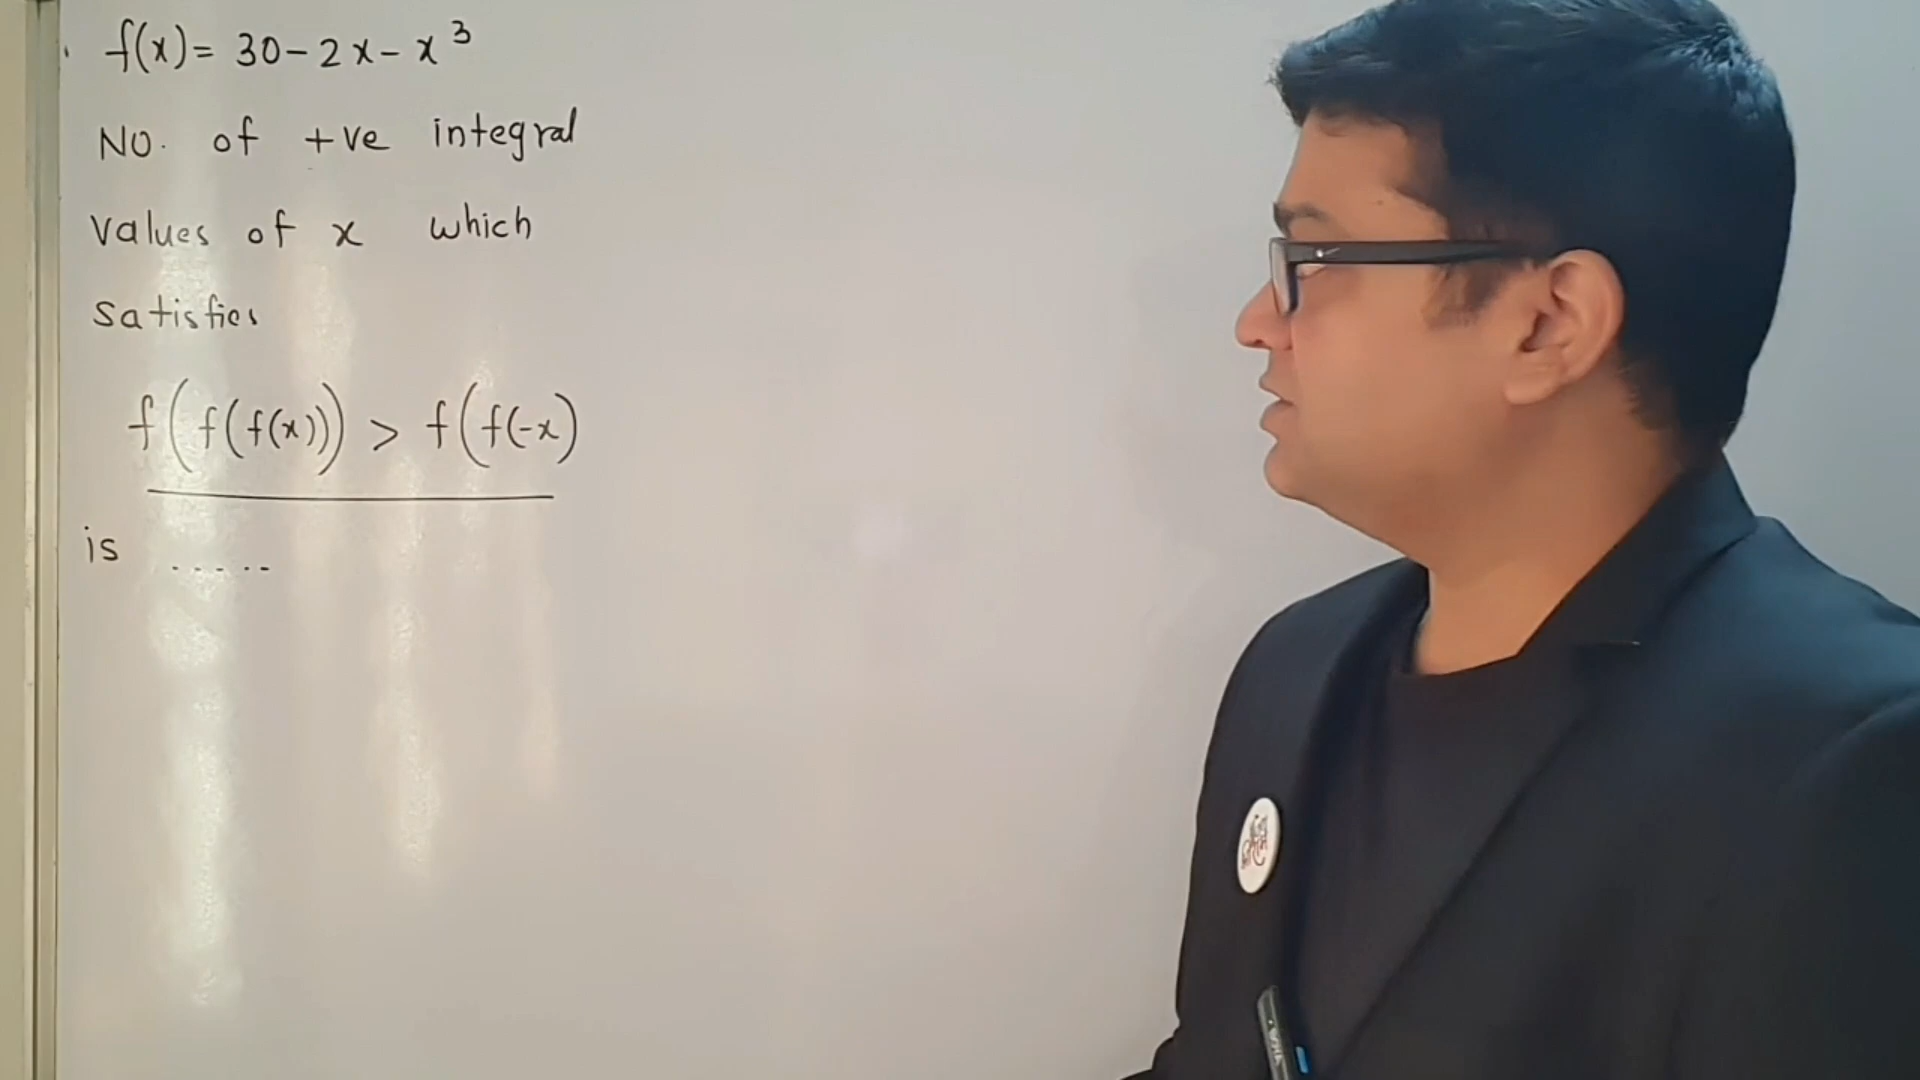 f(x) = 30 - 2x - x³
No. of +ve integral
values of x which
satisfies
f(f(f(x))) > f(f(-x)
is .....